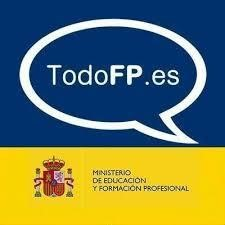 TodoFP.es
MINISTERIO
DE EDUCACIÓN
Y FORMACIÓN PROFESIONAL